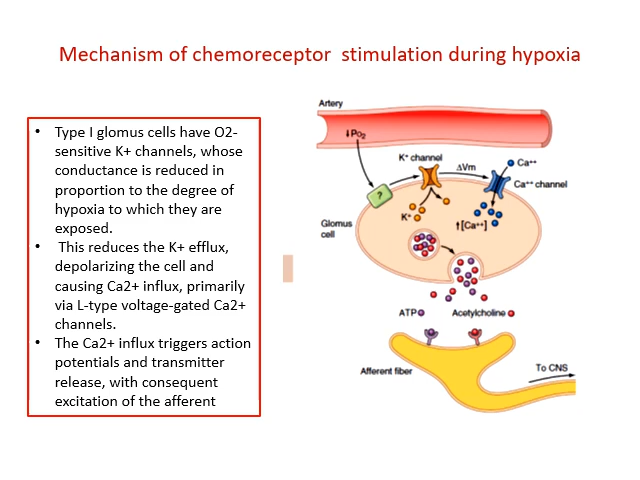 Mechanism of chemoreceptor  stimulation during hypoxia
• Type I glomus cells have O2-
sensitive K+ channels, whose
conductance is reduced in
proportion to the degree of
hypoxia to which they are
exposed.
•  This reduces the K+ efflux,
depolarizing the cell and
causing Ca2+ influx, primarily
via L-type voltage-gated Ca2+
channels.
• The Ca2+ influx triggers action
potentials and transmitter
release, with consequent
excitation of the afferent
Artery
↓Po₂
K⁺ channel
ΔVm
Ca⁺⁺
Ca⁺⁺ channel
?
K⁺
↑[Ca⁺⁺]
Glomus
cell
ATP
Acetylcholine
Afferent fiber
To CNS